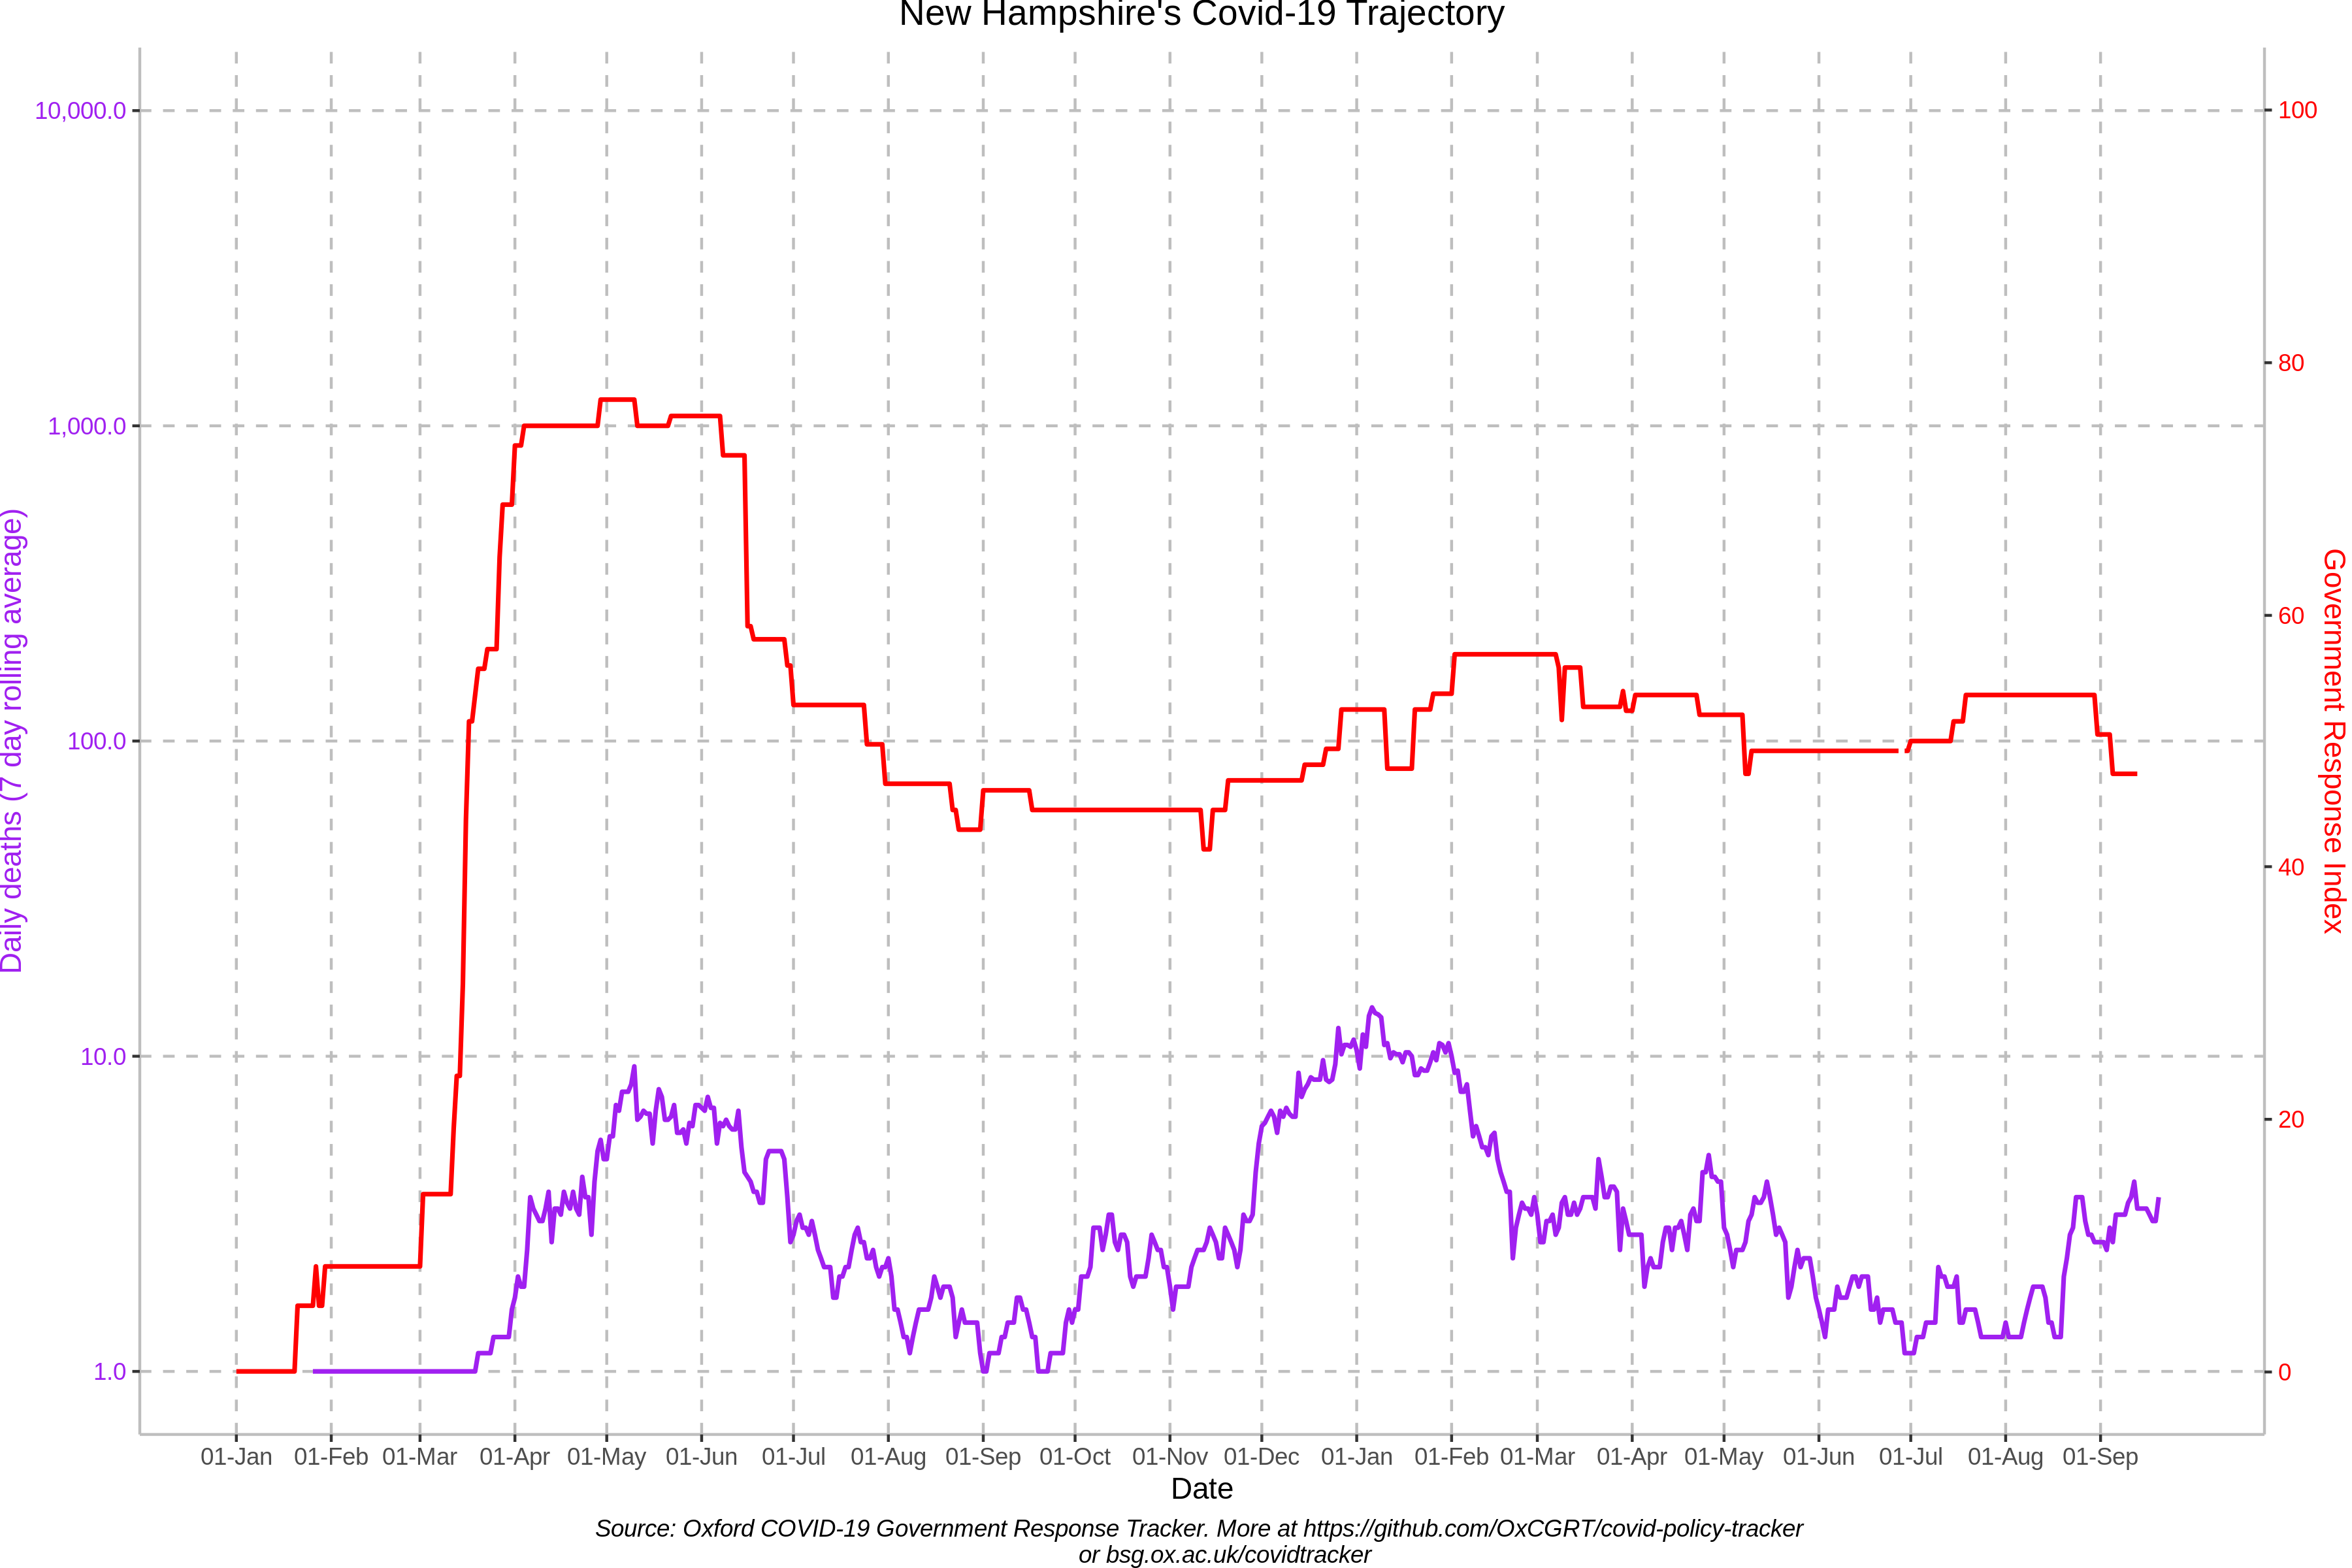 New Hampshire's Covid-19 Trajectory
10,000.0
1,000.0
100.0
10.0
1.0
Daily deaths (7 day rolling average)
100
80
60
40
20
0
Government Response Index
01-Jan 01-Feb 01-Mar 01-Apr 01-May 01-Jun 01-Jul 01-Aug 01-Sep 01-Oct 01-Nov 01-Dec 01-Jan 01-Feb 01-Mar 01-Apr 01-May 01-Jun 01-Jul 01-Aug 01-Sep
Date
Source: Oxford COVID-19 Government Response Tracker. More at https://github.com/OxCGRT/covid-policy-tracker
or bsg.ox.ac.uk/covidtracker